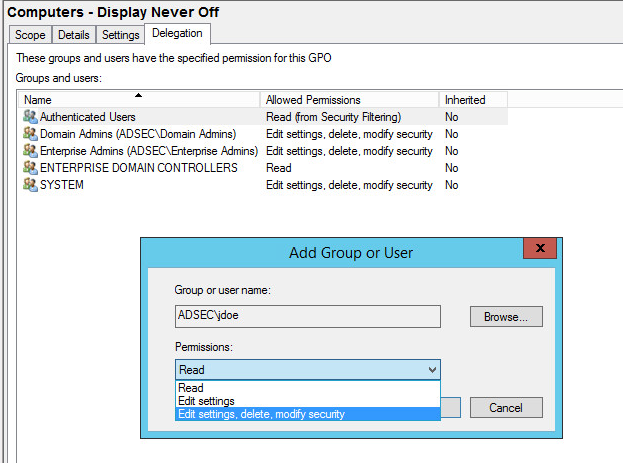 Computers - Display Never Off
Scope Details Settings Delegation
These groups and users have the specified permission for this GPO
Groups and users:
Name Allowed Permissions Inherited
Authenticated Users Read (from Security Filtering) No
Domain Admins (ADSEC\Domain Admins) Edit settings, delete, modify security No
Enterprise Admins (ADSEC\Enterprise Admins) Edit settings, delete, modify security No
ENTERPRISE DOMAIN CONTROLLERS Read No
SYSTEM Edit settings, delete, modify security No
Add Group or User x
Group or user name:
ADSEC\jdoe Browse...
Permissions:
Read
Read
Edit settings
Edit settings, delete, modify security
Cancel